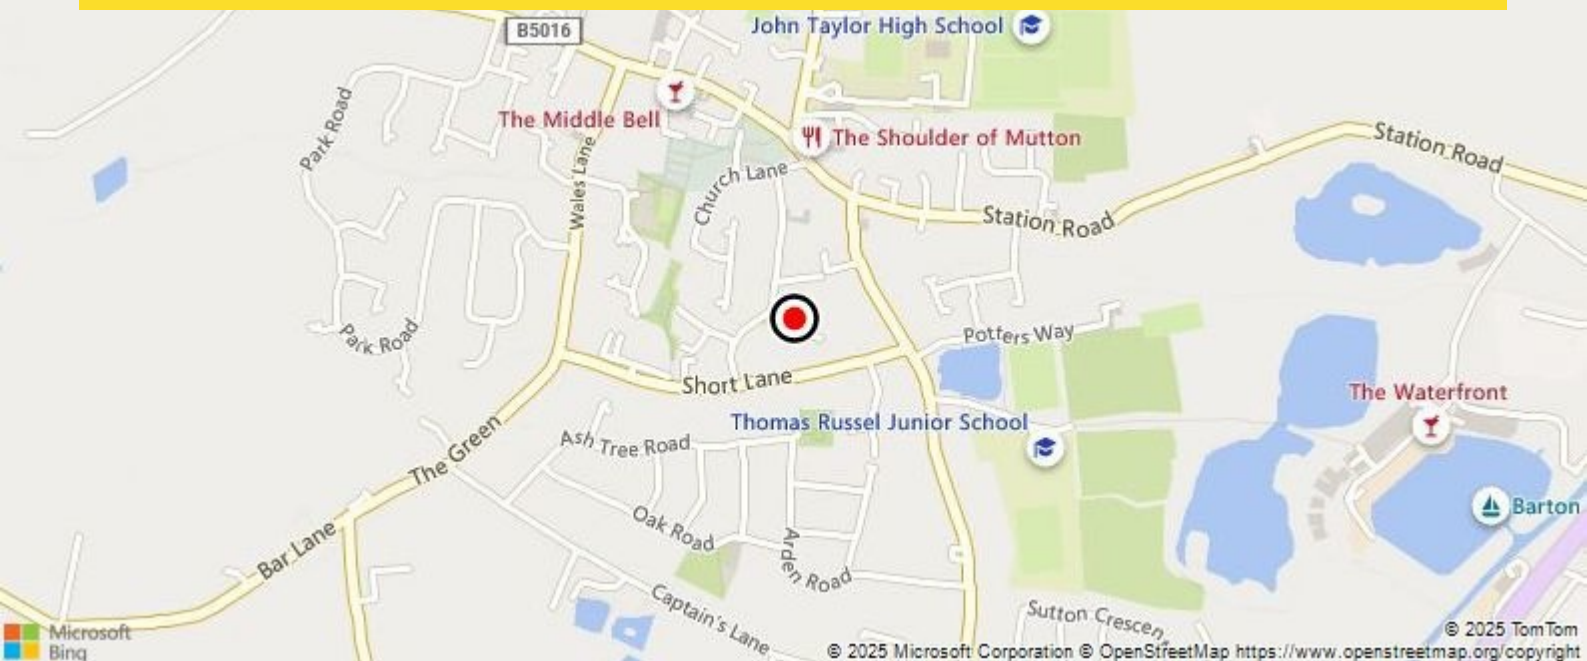 John Taylor High School
B5016
The Middle Bell
The Shoulder of Mutton
Park Road
Wales Lane
Church Lane
Station Road
Station Road
Park Road
Potters Way
Short Lane
The Waterfront
Thomas Russel Junior School
Ash Tree Road
The Green
Oak Road
Arden Road
Barton
Bar Lane
Captain's Lane
Sutton Crescen
Microsoft
Bing
© 2025 TomTom
© 2025 Microsoft Corporation © OpenStreetMap https://www.openstreetmap.org/copyright